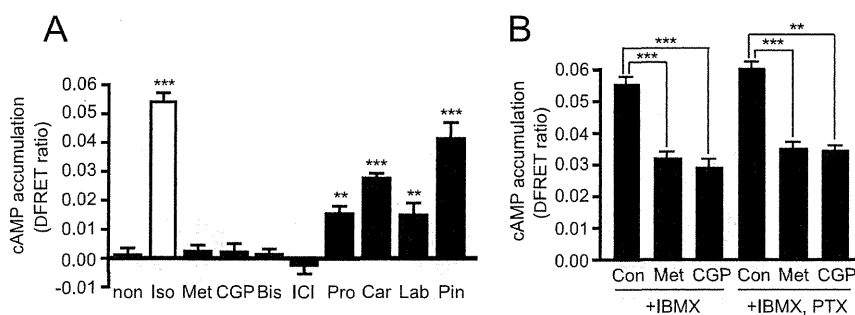 A
cAMP accumulation
(DFRET ratio)
0.06
0.05
0.04
0.03
0.02
0.01
0.00
-0.01
***
**
***
**
***
non Iso Met CGP Bis ICI Pro Car Lab Pin
B
cAMP accumulation
(DFRET ratio)
0.06
0.05
0.04
0.03
0.02
0.01
0.00
***
***
**
***
Con Met CGP Con Met CGP
+IBMX +IBMX, PTX